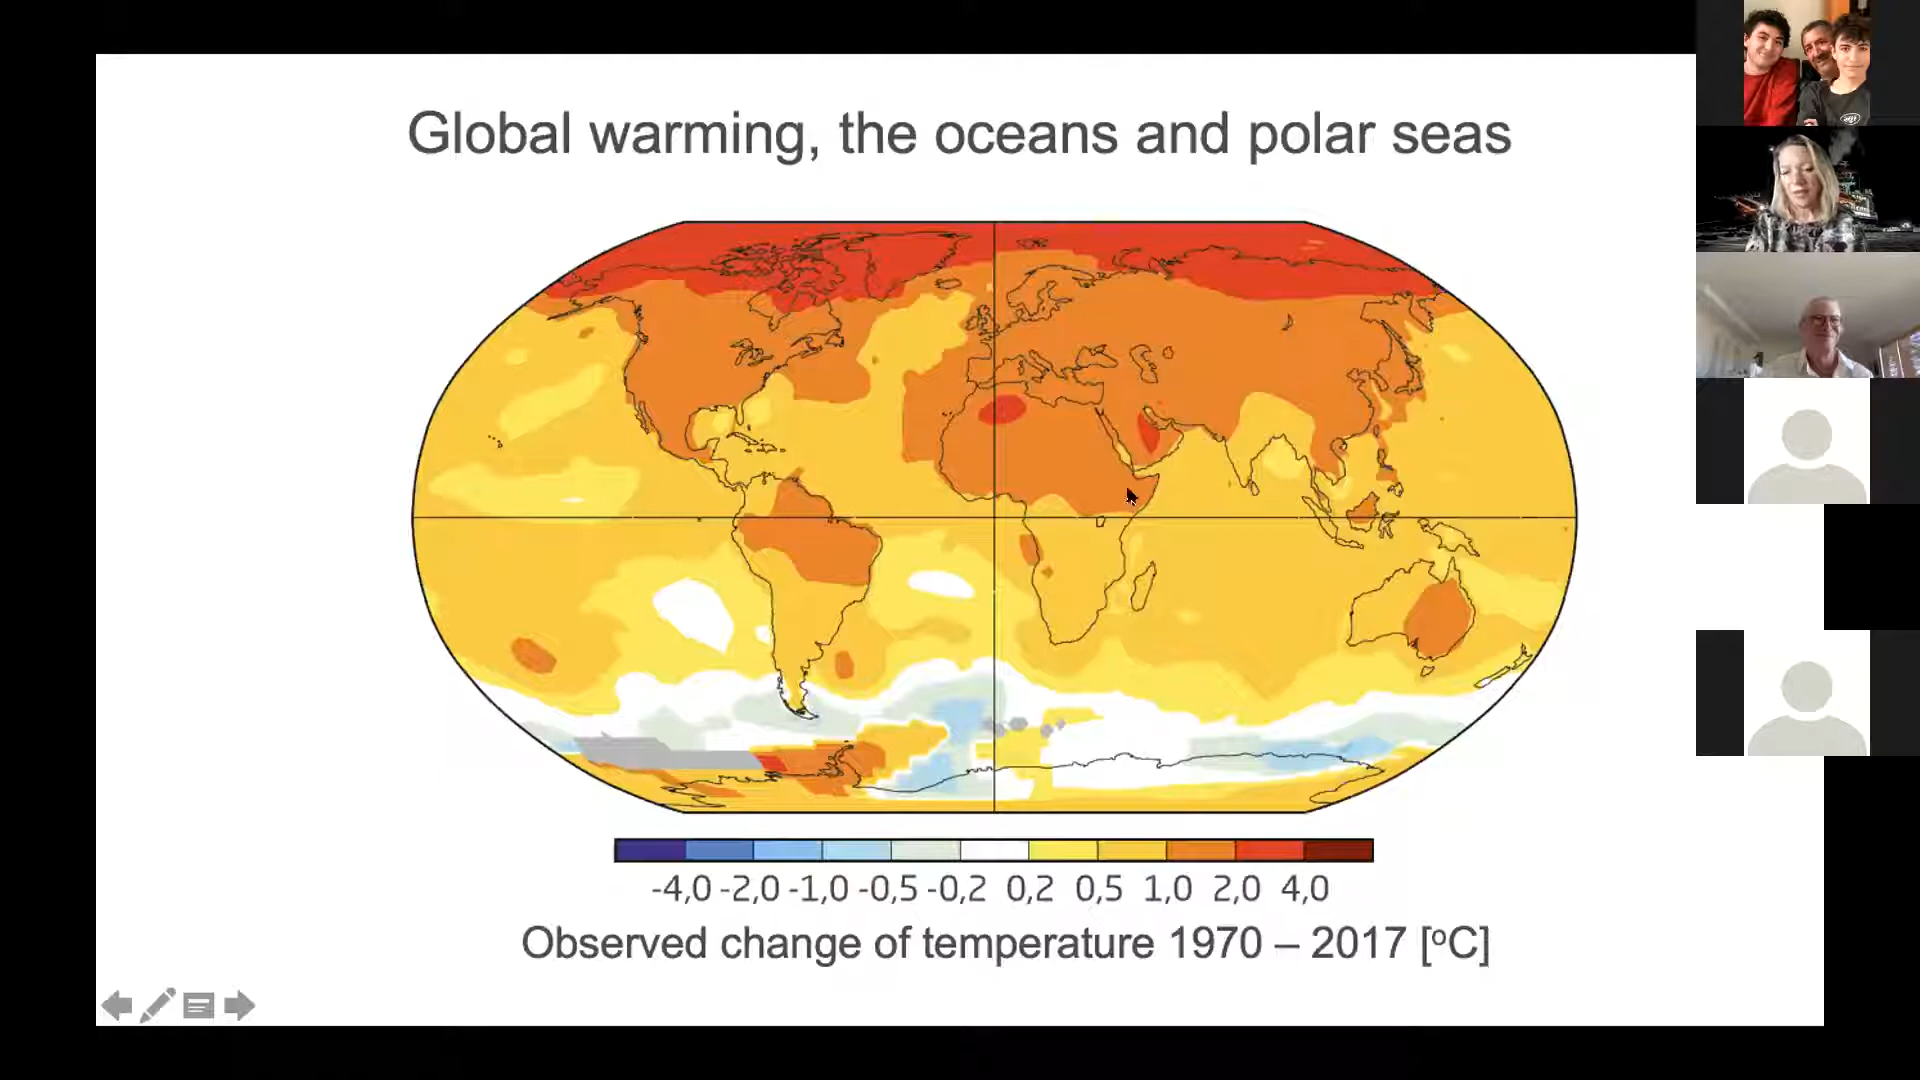 Global warming, the oceans and polar seas
-4,0 -2,0 -1,0 -0,5 -0,2 0,2 0,5 1,0 2,0 4,0
Observed change of temperature 1970 – 2017 [ºC]